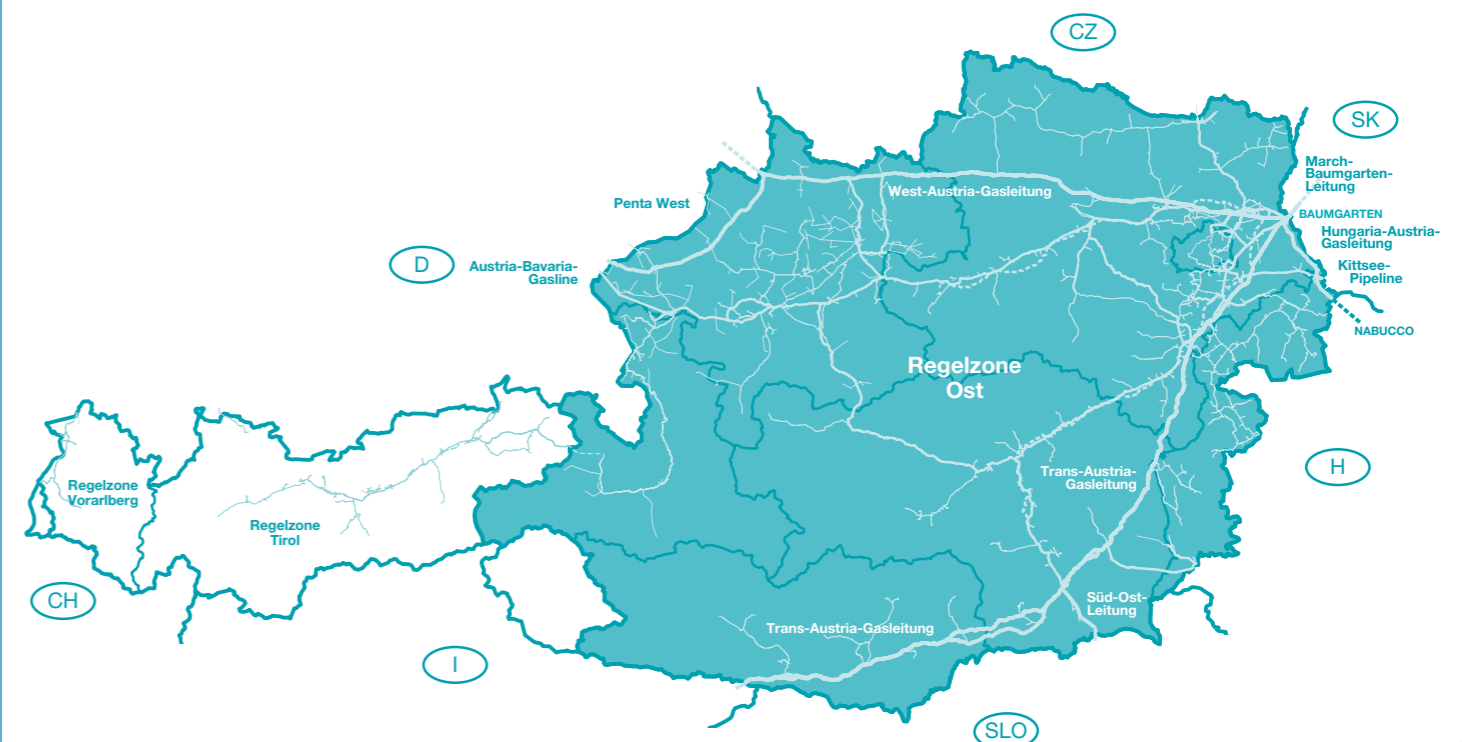 CZ
SK
March-
Baumgarten-
Leitung
West-Austria-Gasleitung
Penta West
BAUMGARTEN
Hungaria-Austria-
Gasleitung
D
Austria-Bavaria-
Gasline
Kittsee-
Pipeline
NABUCCO
Regelzone
Ost
Trans-Austria-
Gasleitung
H
Regelzone
Vorarlberg
Regelzone
Tirol
CH
Süd-Ost-
Leitung
Trans-Austria-Gasleitung
I
SLO